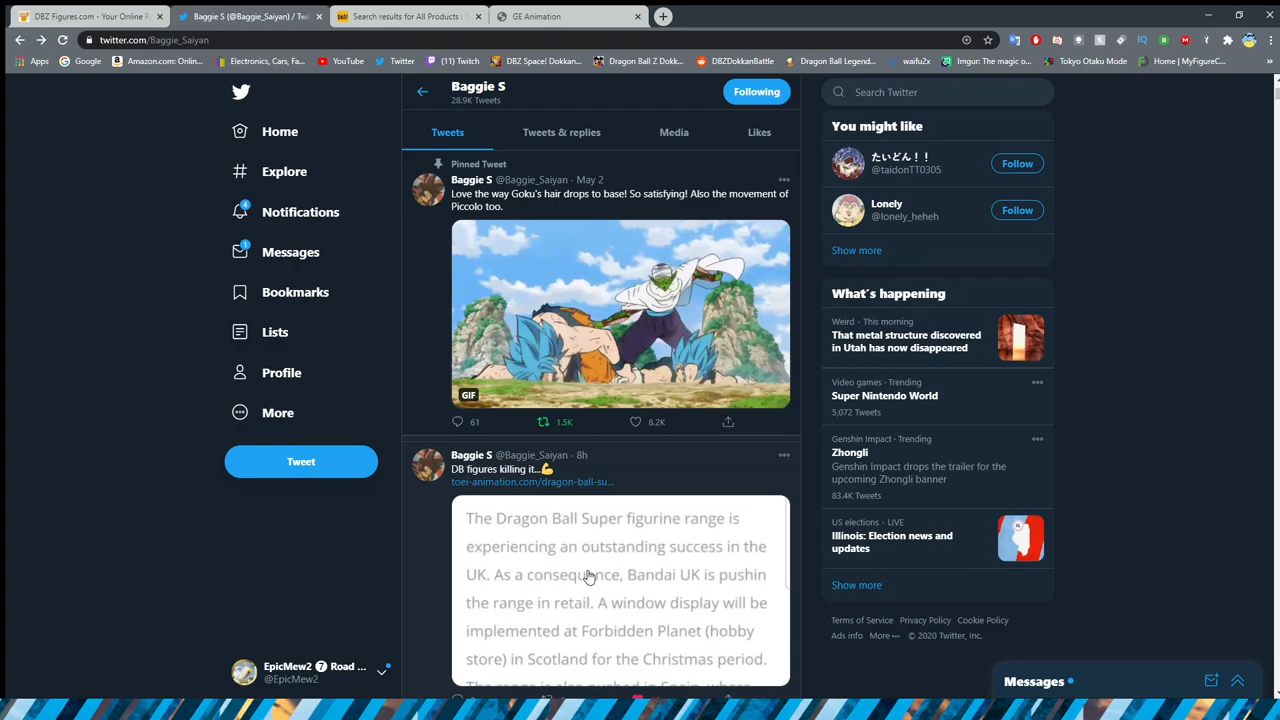 DBZ Figures.com - Your Online R
Baggie S (@Baggie_Saiyan) / Twi
Search results for All Products : "(
GE Animation
twitter.com/Baggie_Saiyan
Apps
Google
Amazon.com: Onlin...
Electronics, Cars, Fa...
YouTube
Twitter
(11) Twitch
DBZ Space! Dokkan...
Dragon Ball Z Dokk...
DBZDokkanBattle
Dragon Ball Legend...
waifu2x
Imgur: The magic o...
Tokyo Otaku Mode
Home | MyFigureC...
»
Home
Explore
4
Notifications
1
Messages
Bookmarks
Lists
Profile
More
Tweet
EpicMew2 7 Road ...
@EpicMew2
Baggie S
28.9K Tweets
Following
Tweets
Tweets & replies
Media
Likes
Pinned Tweet
Baggie S @Baggie_Saiyan · May 2
Love the way Goku's hair drops to base! So satisfying! Also the movement of
Piccolo too.
GIF
61
1.5K
8.2K
Baggie S @Baggie_Saiyan · 8h
DB figures killing it...💪
toei-animation.com/dragon-ball-su...
The Dragon Ball Super figurine range is
experiencing an outstanding success in the
UK. As a consequence, Bandai UK is pushin
the range in retail. A window display will be
implemented at Forbidden Planet (hobby
store) in Scotland for the Christmas period.
The range is also pushed in Spain, where
Search Twitter
You might like
たいどん！！
@taidonTT0305
Follow
Lonely
@lonely_heheh
Follow
Show more
What's happening
Weird · This morning
That metal structure discovered
in Utah has now disappeared
Video games · Trending
Super Nintendo World
5,072 Tweets
Genshin Impact · Trending
Zhongli
Genshin Impact drops the trailer for the
upcoming Zhongli banner
83.4K Tweets
US elections · LIVE
Illinois: Election news and
updates
Show more
Terms of Service Privacy Policy Cookie Policy
Ads info More ··· © 2020 Twitter, Inc.
Messages